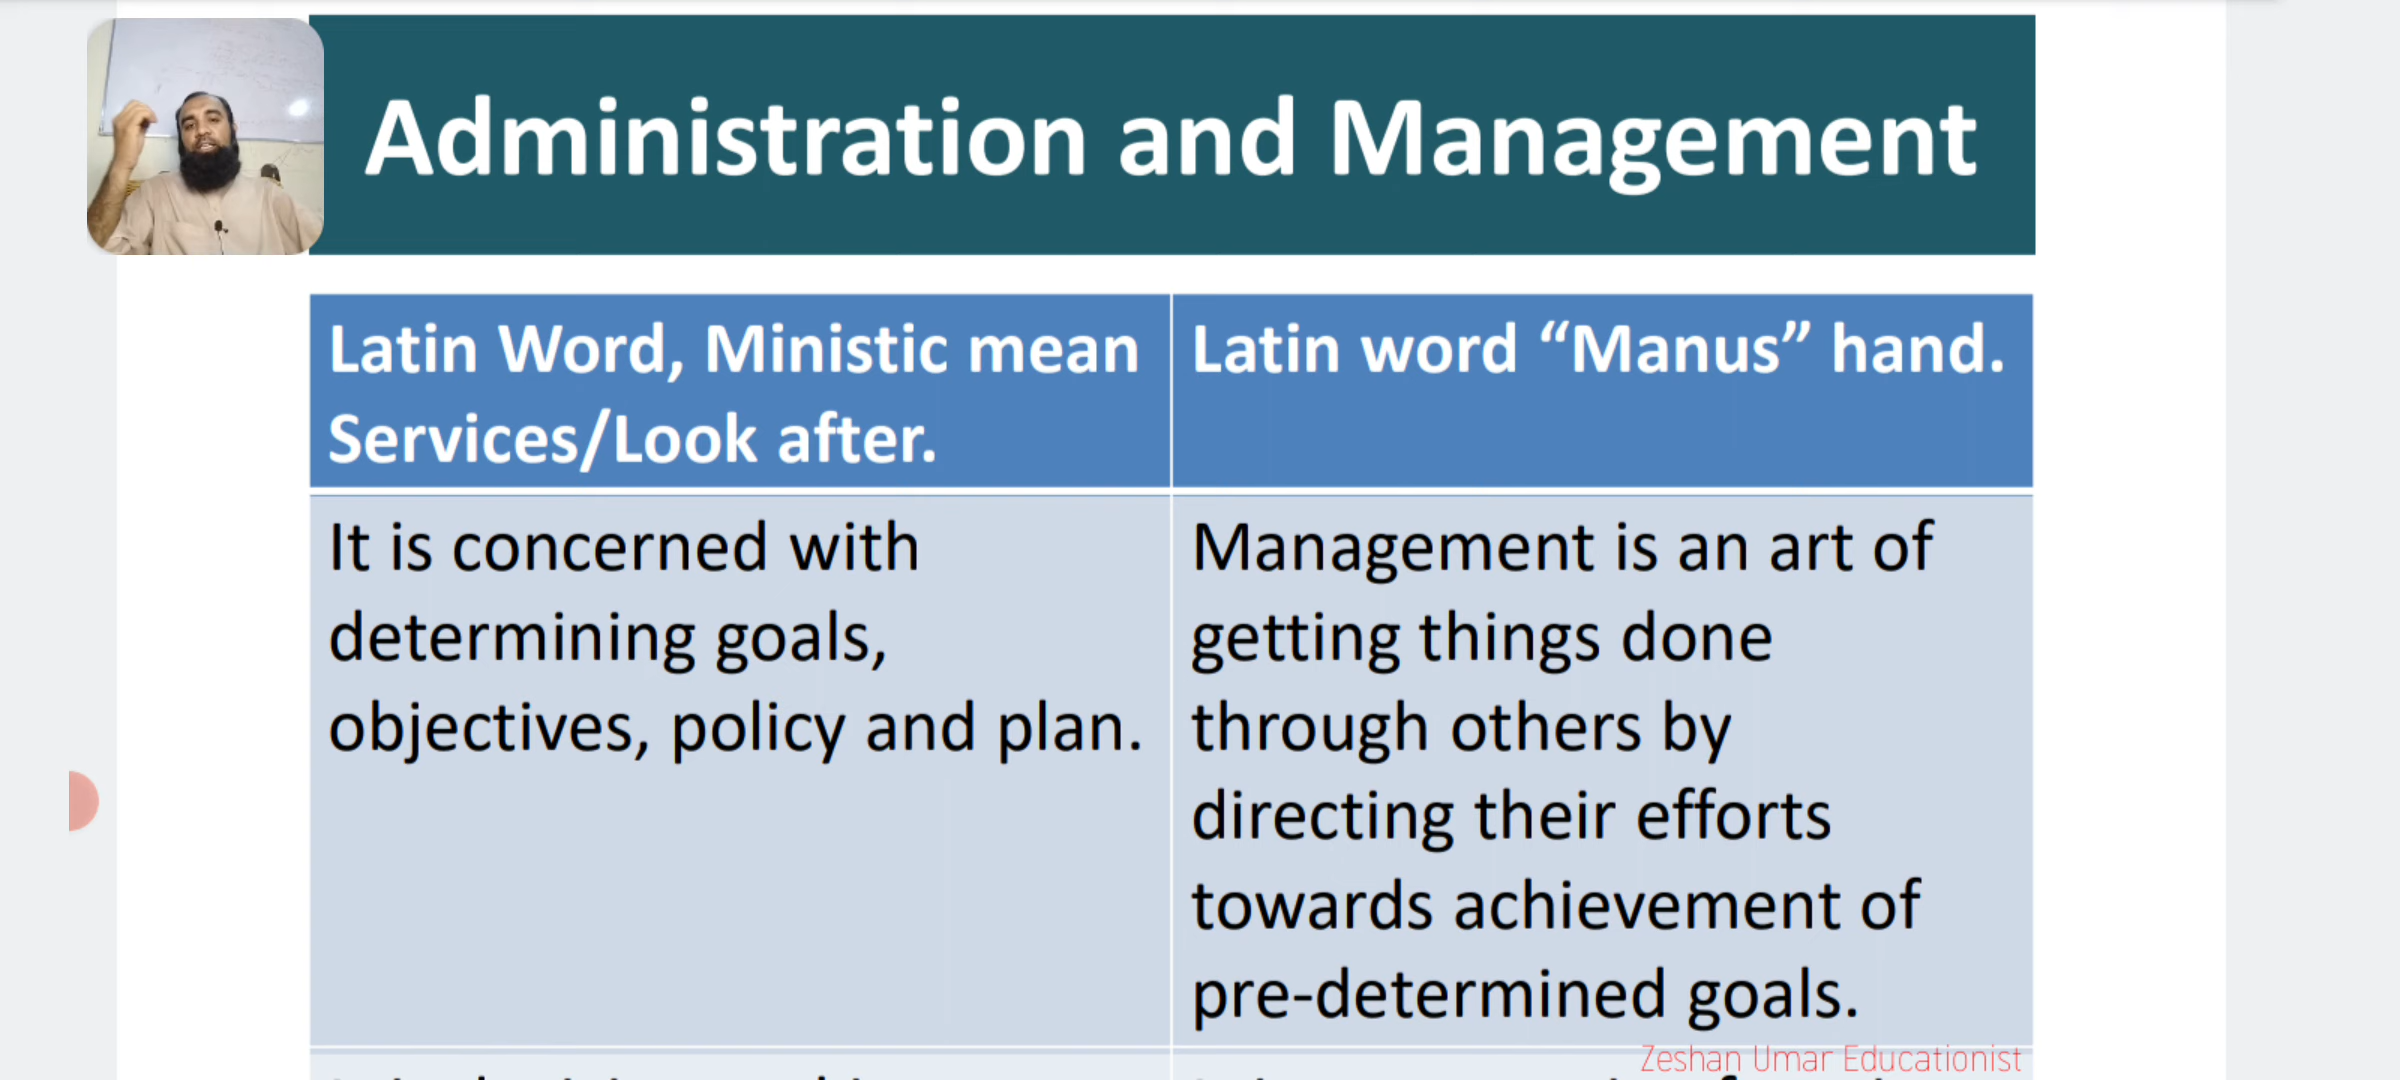 Administration and Management
Latin Word, Ministic mean
Services/Look after.
Latin word “Manus” hand.
It is concerned with
determining goals,
objectives, policy and plan.
Management is an art of
getting things done
through others by
directing their efforts
towards achievement of
pre-determined goals.
Zeshan Umar Educationist